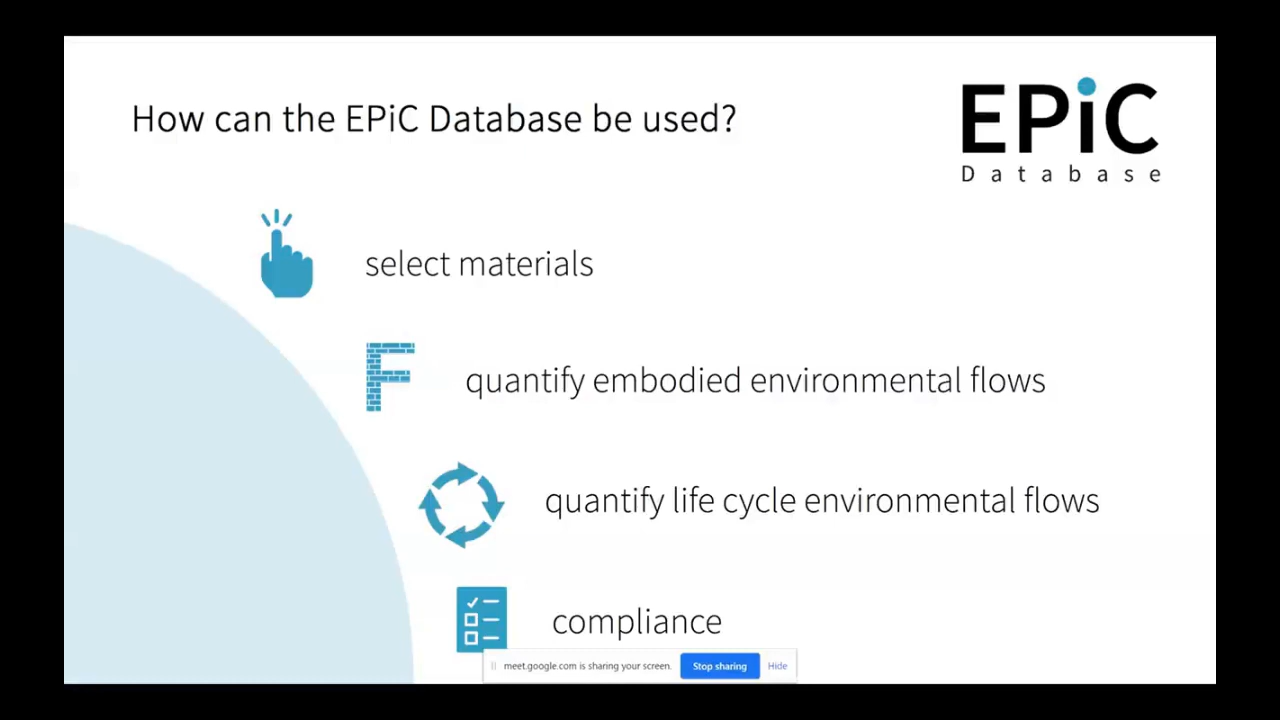 How can the EPiC Database be used?
EPiC
Database
select materials
quantify embodied environmental flows
quantify life cycle environmental flows
compliance
meet.google.com is sharing your screen.
Stop sharing
Hide